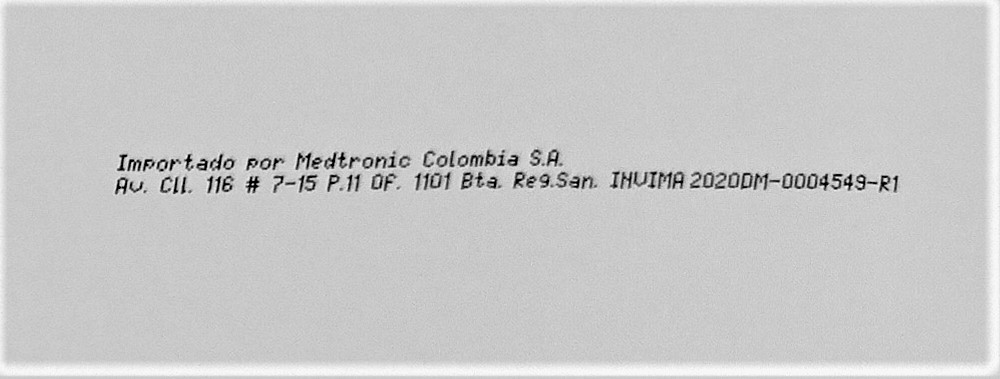 Importado por Medtronic Colombia S.A.
Av. Cll. 116 # 7-15 P.11 OF. 1101 Bta. Reg.San. INVIMA 2020DM-0004549-R1